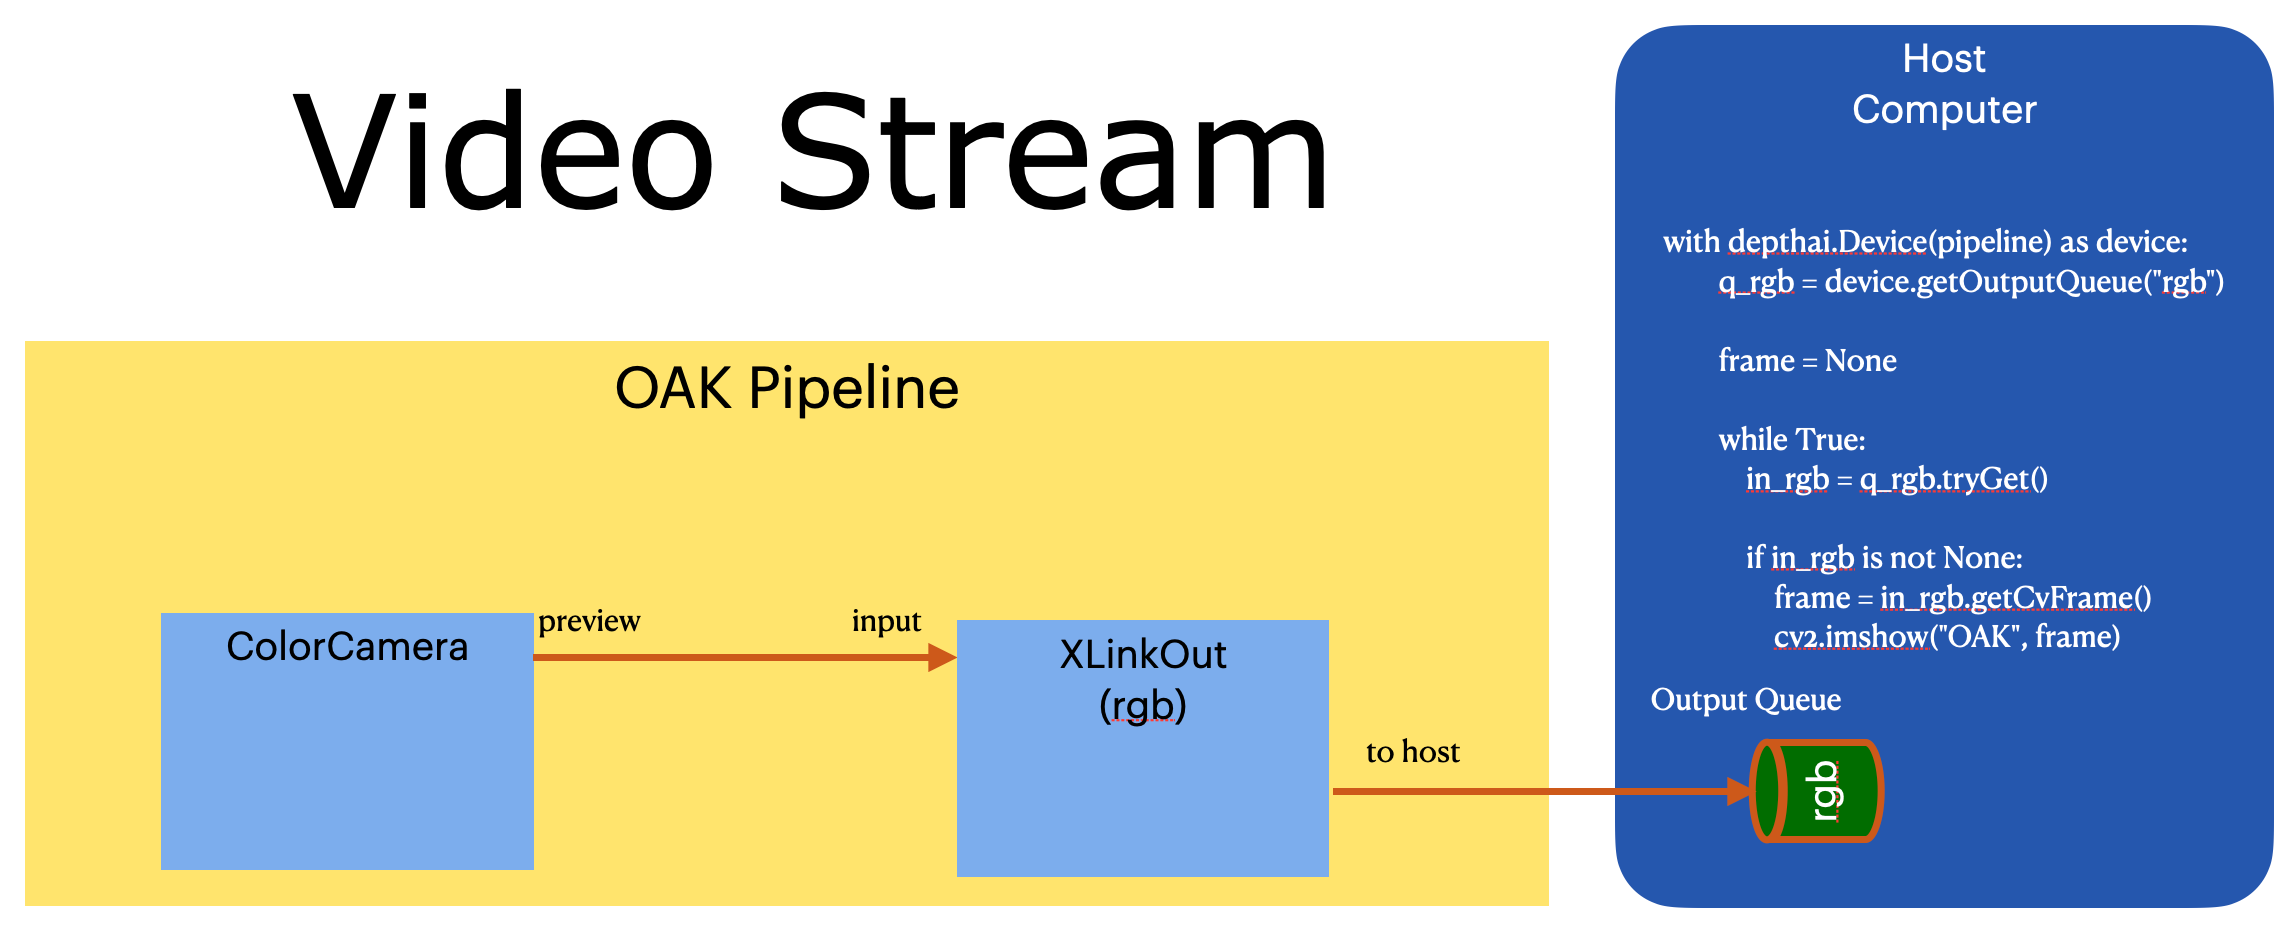 Video Stream
OAK Pipeline
ColorCamera
preview
input
XLinkOut
(rgb)
to host
Host
Computer
with depthai.Device(pipeline) as device:
q_rgb = device.getOutputQueue("rgb")
frame = None
while True:
in_rgb = q_rgb.tryGet()
if in_rgb is not None:
frame = in_rgb.getCvFrame()
cv2.imshow("OAK", frame)
Output Queue
rgb